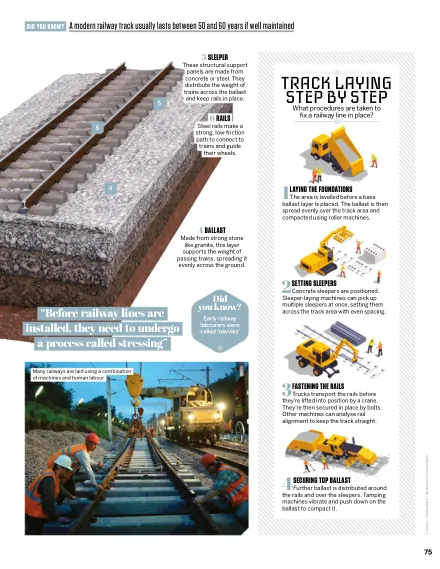 DID YOU KNOW? A modern railway track usually lasts between 50 and 60 years if well maintained
5 SLEEPER
These structural support
panels are made from
concrete or steel. They
distribute the weight of
trains across the ballast
and keep rails in place.
6 RAILS
Steel rails make a
strong, low-friction
path to connect to
trains and guide
their wheels.
5
6
4
4 BALLAST
Made from strong stone
like granite, this layer
supports the weight of
passing trains, spreading it
evenly across the ground.
"Before railway lines are
installed, they need to undergo
a process called stressing"
Did
you know?
Early railway
labourers were
called 'navvies'
Many railways are laid using a combination
of machines and human labour
TRACK LAYING
STEP BY STEP
What procedures are taken to
fix a railway line in place?
1 LAYING THE FOUNDATIONS
The area is levelled before a base
ballast layer is placed. The ballast is then
spread evenly over the track area and
compacted using roller machines.
2 SETTING SLEEPERS
Concrete sleepers are positioned.
Sleeper-laying machines can pick up
multiple sleepers at once, setting them
across the track area with even spacing.
3 FASTENING THE RAILS
Trucks transport the rails before
they're lifted into position by a crane.
They're then secured in place by bolts.
Other machines can analyse rail
alignment to keep the track straight.
4 SECURING TOP BALLAST
Further ballast is distributed around
the rails and over the sleepers. Tamping
machines vibrate and push down on the
ballast to compact it.
75